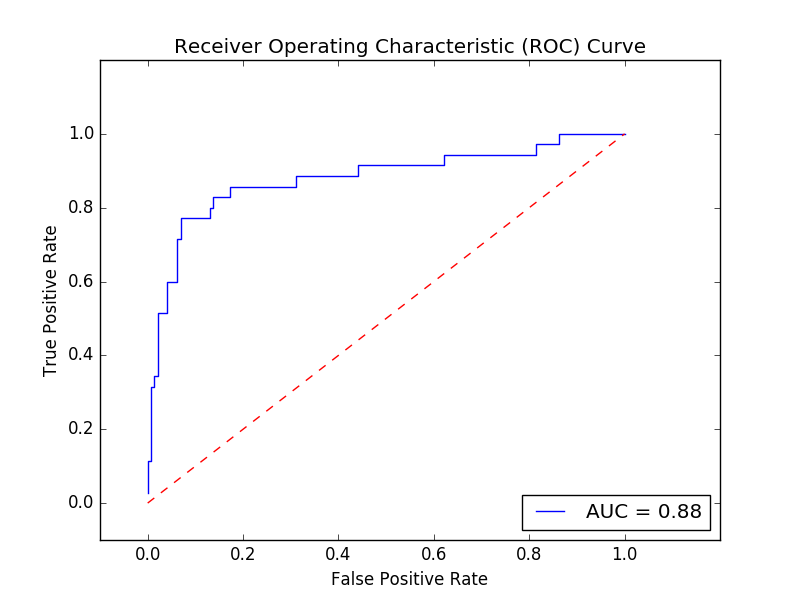 Receiver Operating Characteristic (ROC) Curve
True Positive Rate
1.0
0.8
0.6
0.4
0.2
0.0
AUC = 0.88
0.0 0.2 0.4 0.6 0.8 1.0
False Positive Rate